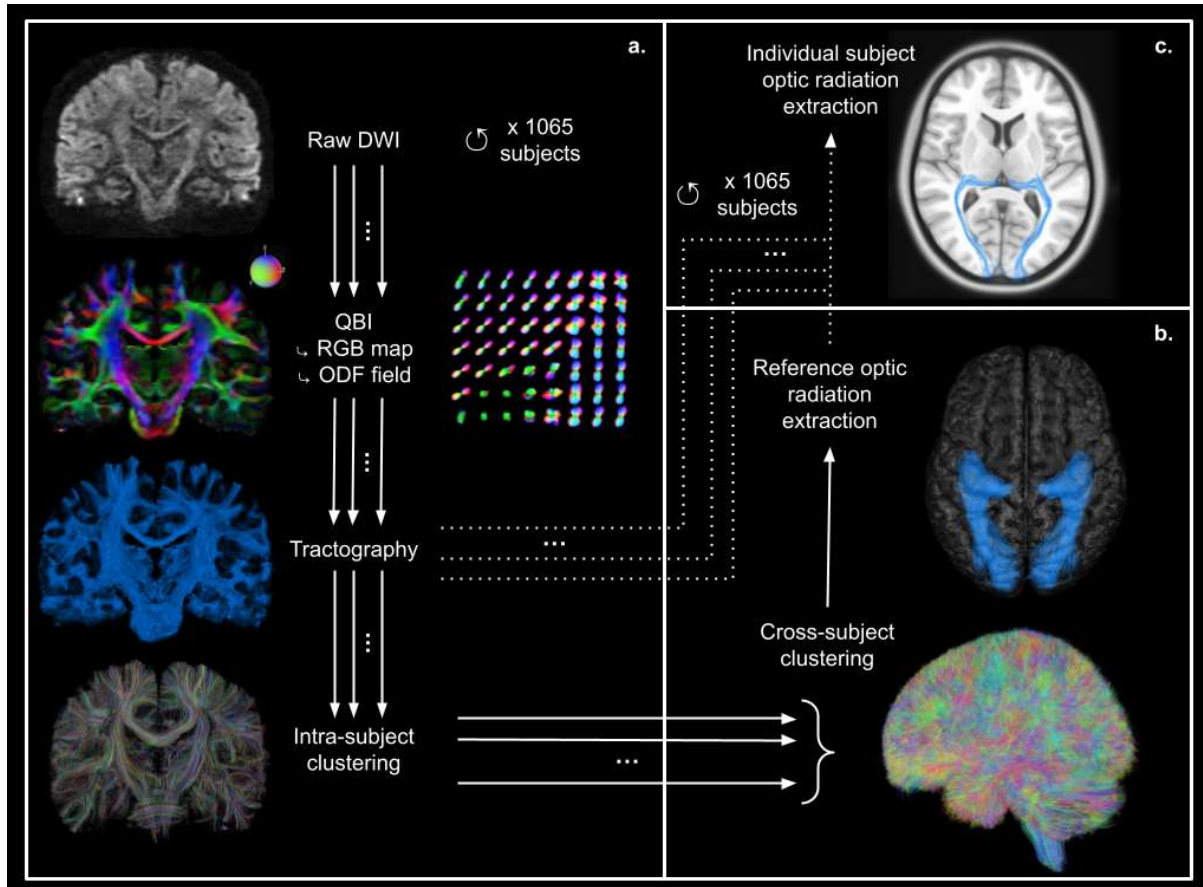 a.
Raw DWI
x 1065
subjects
...
QBI
↳ RGB map
↳ ODF field
...
Tractography
...
Intra-subject
clustering
...
...
c.
Individual subject
optic radiation
extraction
x 1065
subjects
...
b.
Reference optic
radiation
extraction
Cross-subject
clustering